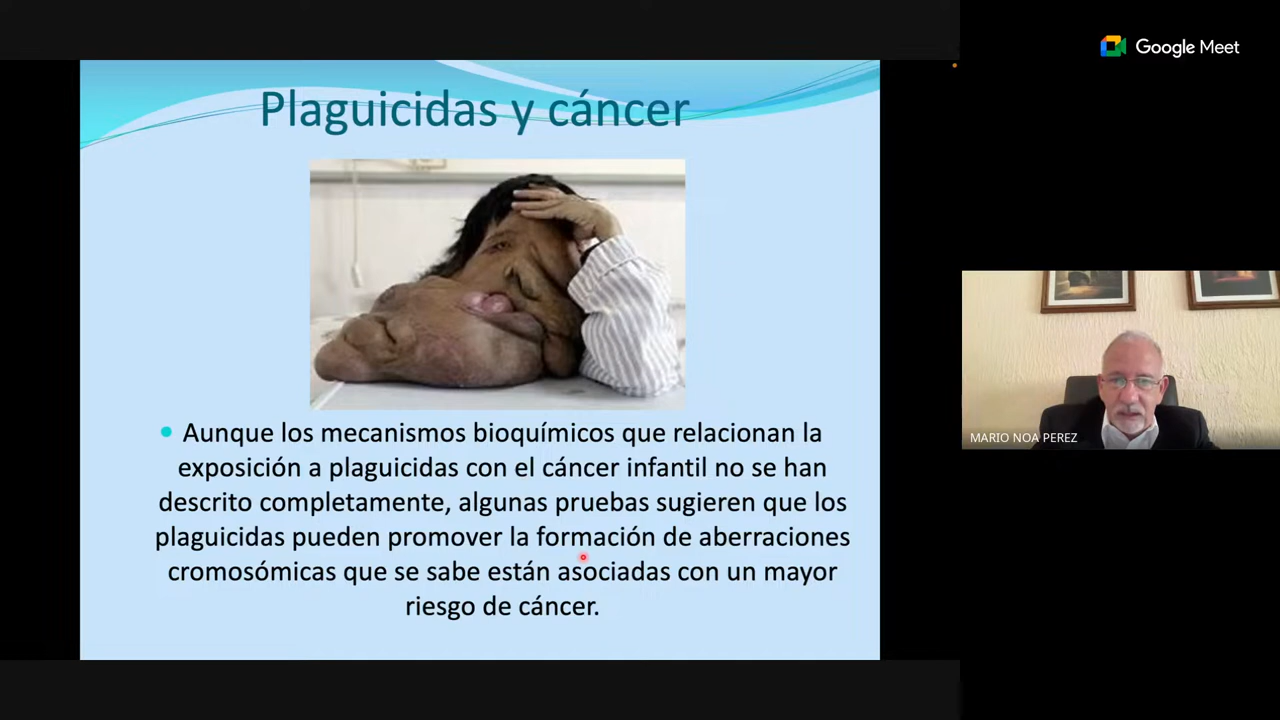 Google Meet
Plaguicidas y cáncer
Aunque los mecanismos bioquímicos que relacionan la
exposición a plaguicidas con el cáncer infantil no se han
descrito completamente, algunas pruebas sugieren que los
plaguicidas pueden promover la formación de aberraciones
cromosómicas que se sabe están asociadas con un mayor
riesgo de cáncer.
MARIO NOA PEREZ